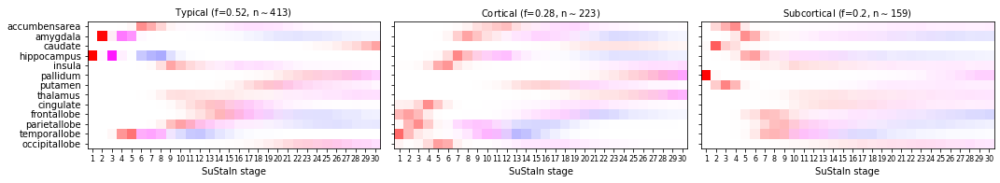 Typical (f=0.52, n∼413)
Cortical (f=0.28, n∼223)
Subcortical (f=0.2, n∼159)
accumbensarea
amygdala
caudate
hippocampus
insula
pallidum
putamen
thalamus
cingulate
frontallobe
parietallobe
temporallobe
occipitallobe
1 2 3 4 5 6 7 8 9 10 11 12 13 14 15 16 17 18 19 20 21 22 23 24 25 26 27 28 29 30
1 2 3 4 5 6 7 8 9 10 11 12 13 14 15 16 17 18 19 20 21 22 23 24 25 26 27 28 29 30
1 2 3 4 5 6 7 8 9 10 11 12 13 14 15 16 17 18 19 20 21 22 23 24 25 26 27 28 29 30
SuStaIn stage
SuStaIn stage
SuStaIn stage